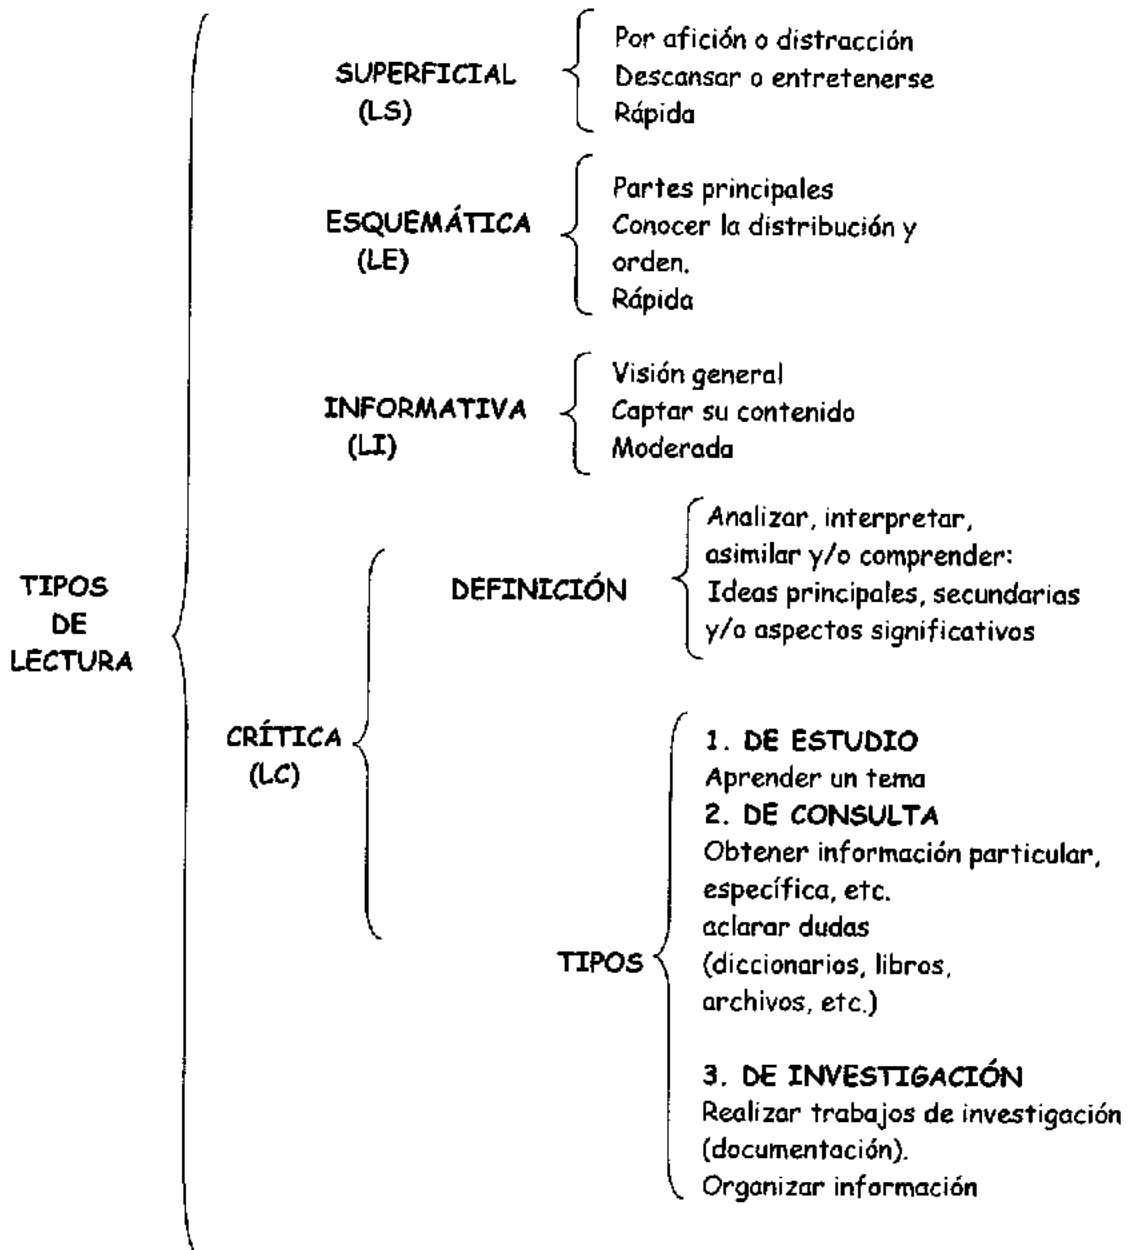 TIPOS
DE
LECTURA
SUPERFICIAL
(LS)
Por afición o distracción
Descansar o entretenerse
Rápida
ESQUEMÁTICA
(LE)
Partes principales
Conocer la distribución y
orden.
Rápida
INFORMATIVA
(LI)
Visión general
Captar su contenido
Moderada
CRÍTICA
(LC)
DEFINICIÓN
Analizar, interpretar,
asimilar y/o comprender:
Ideas principales, secundarias
y/o aspectos significativos
TIPOS
1. DE ESTUDIO
Aprender un tema
2. DE CONSULTA
Obtener información particular,
específica, etc.
aclarar dudas
(diccionarios, libros,
archivos, etc.)
3. DE INVESTIGACIÓN
Realizar trabajos de investigación
(documentación).
Organizar información